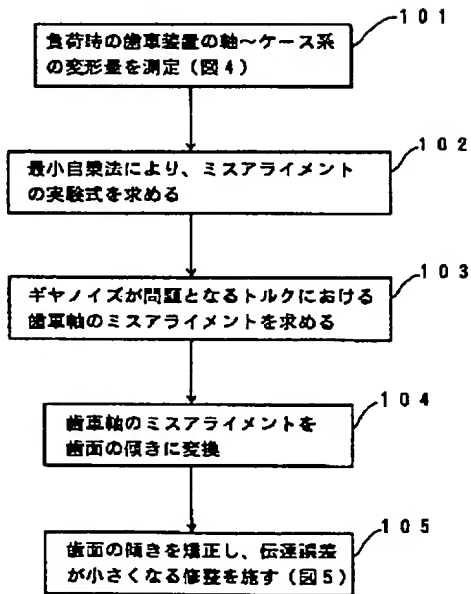 101
負荷時の歯車装置の軸〜ケース系
の変形量を測定(図4)
102
最小自乗法により、ミスアライメント
の実験式を求める
103
ギヤノイズが問題となるトルクにおける
歯車軸のミスアライメントを求める
104
歯車軸のミスアライメントを
歯面の傾きに変換
105
歯面の傾きを矯正し、伝達誤差
が小さくなる修整を施す(図5)